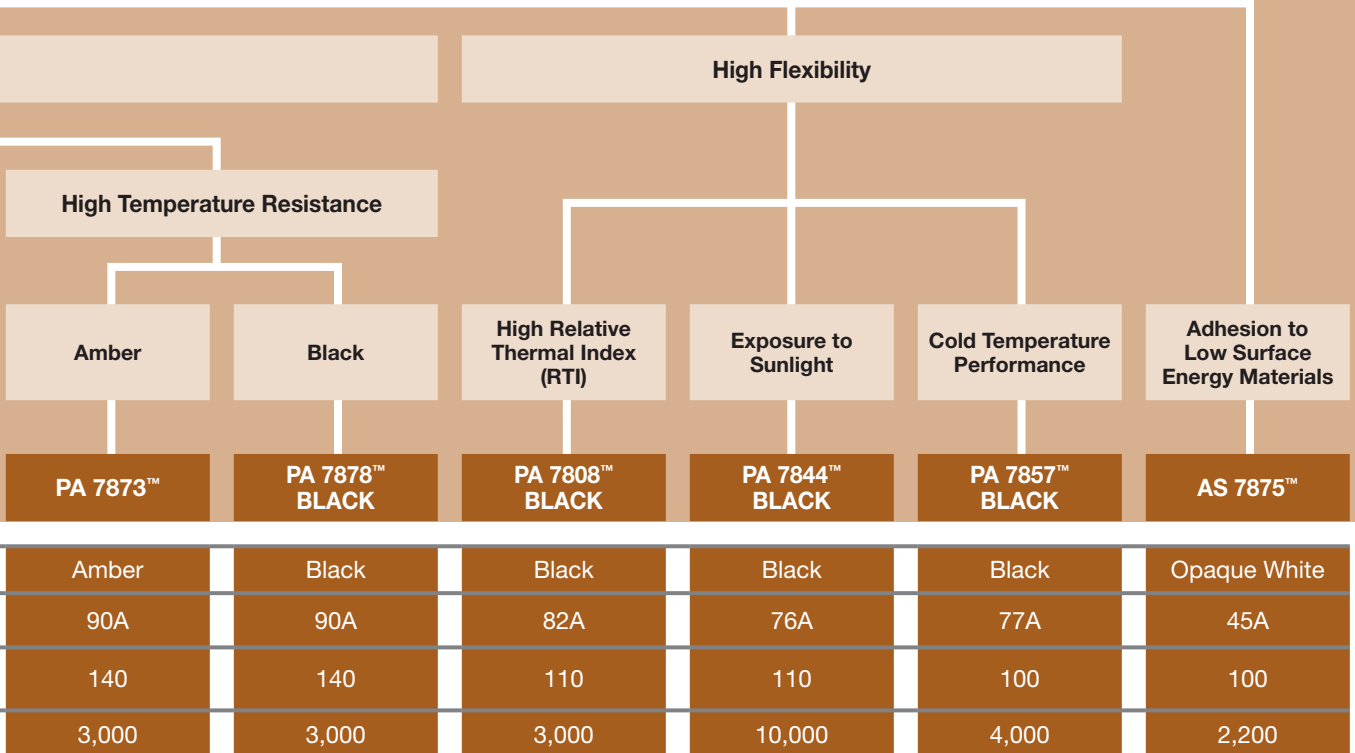 High Flexibility
High Temperature Resistance
Amber
Black
High Relative
Thermal Index
(RTI)
Exposure to
Sunlight
Cold Temperature
Performance
Adhesion to
Low Surface
Energy Materials
PA 7873™
PA 7878™
BLACK
PA 7808™
BLACK
PA 7844™
BLACK
PA 7857™
BLACK
AS 7875™
Amber Black Black Black Black Opaque White
90A 90A 82A 76A 77A 45A
140 140 110 110 100 100
3,000 3,000 3,000 10,000 4,000 2,200